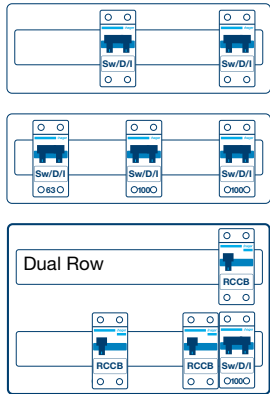 Sw/D/I Sw/D/I
Sw/D/I Sw/D/I Sw/D/I
63 100 100
Dual Row
RCCB
RCCB RCCB Sw/D/I
100